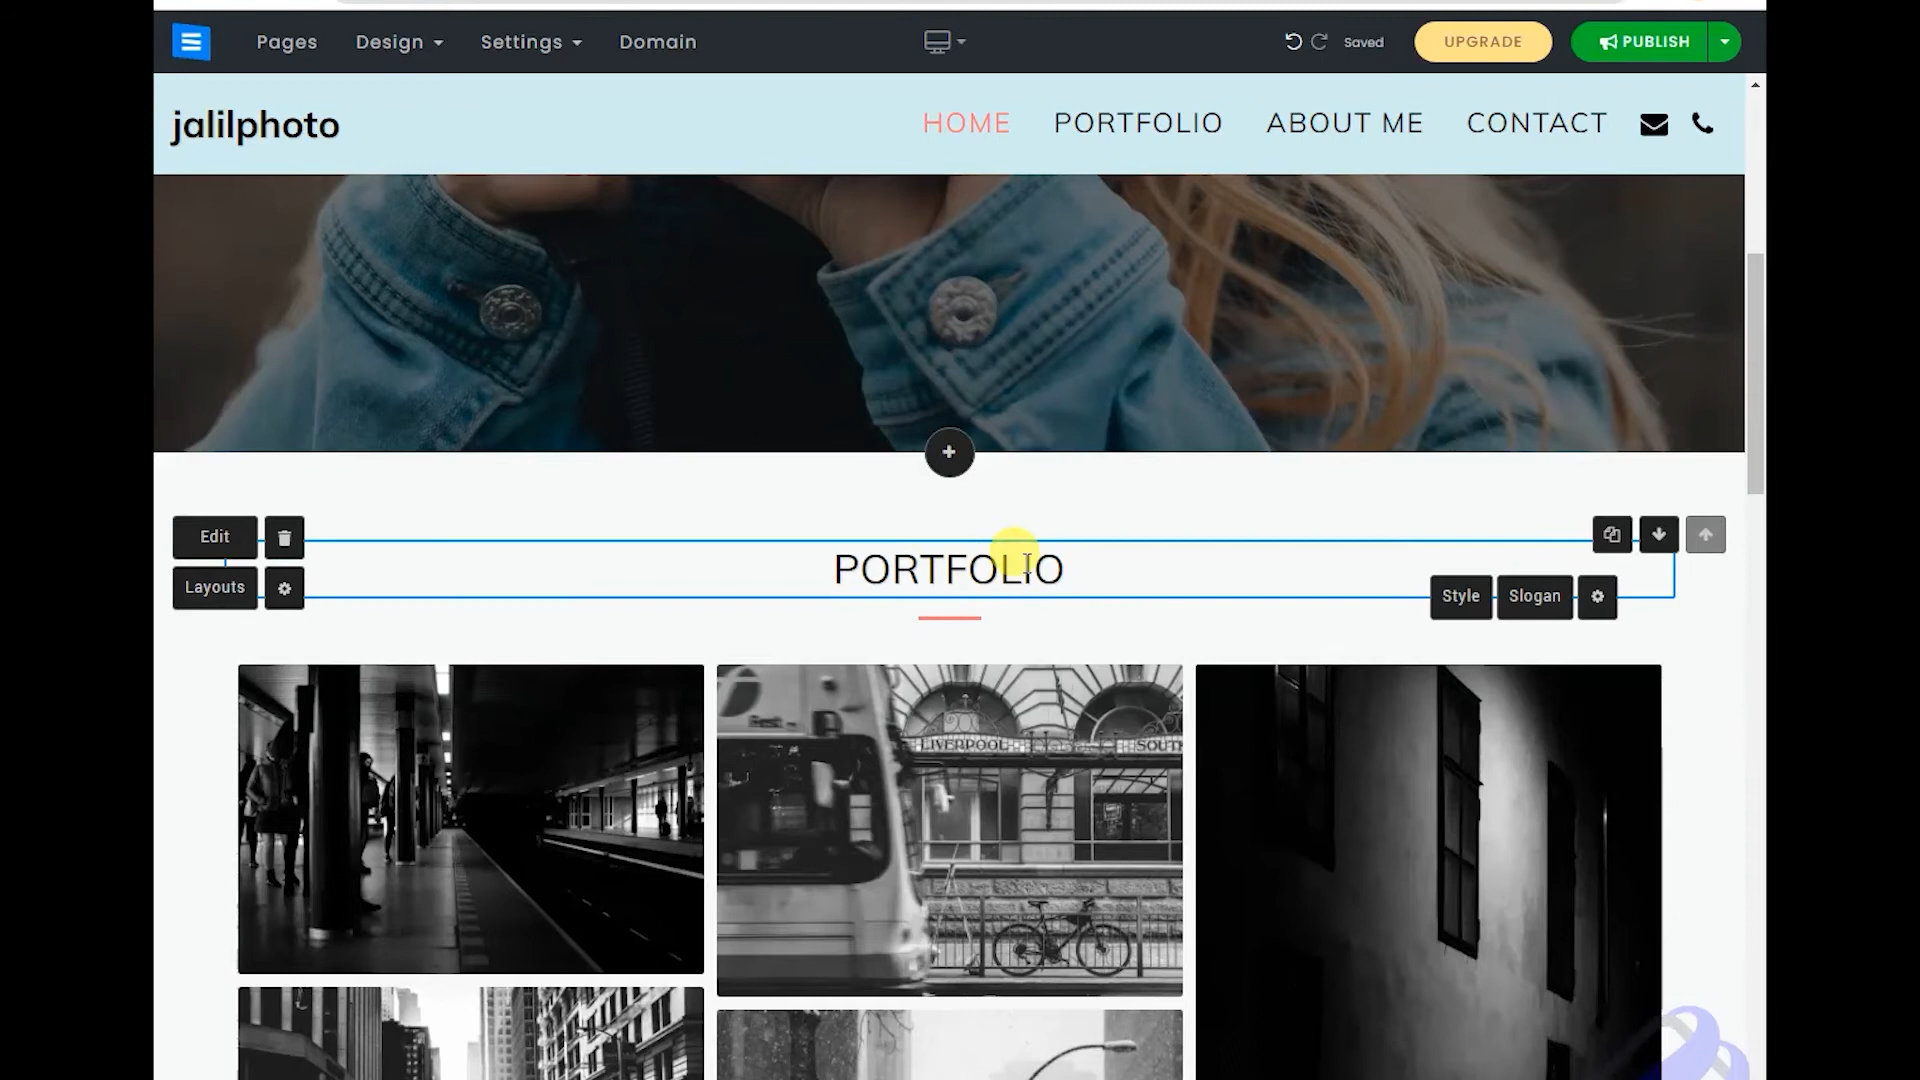 Pages Design Settings Domain Saved UPGRADE PUBLISH
jalilphoto HOME PORTFOLIO ABOUT ME CONTACT
Edit
PORTFOLIO
Layouts Style Slogan
LIVERPOOL SOUTH